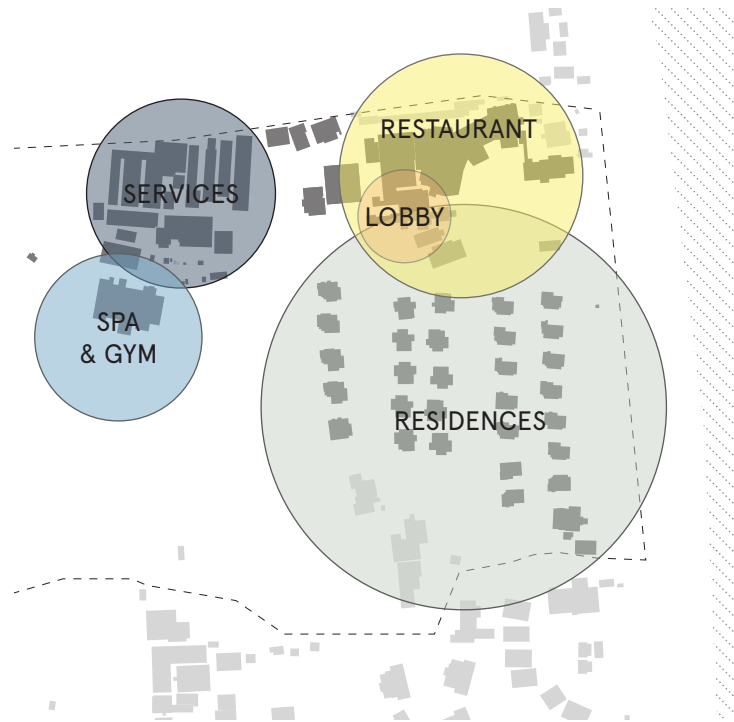 RESTAURANT
SERVICES
LOBBY
SPA
& GYM
RESIDENCES